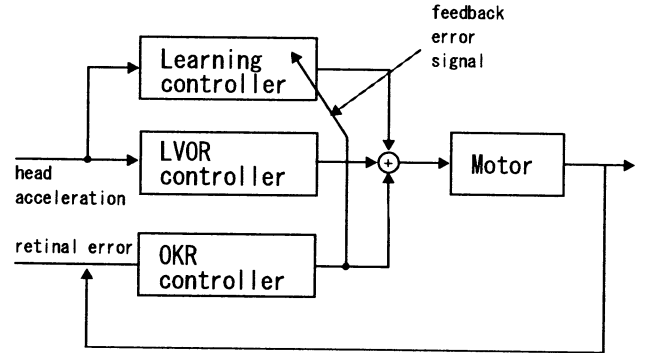 feedback
error
signal
Learning
controller
LVOR
controller
+
Motor
head
acceleration
retinal error
OKR
controller